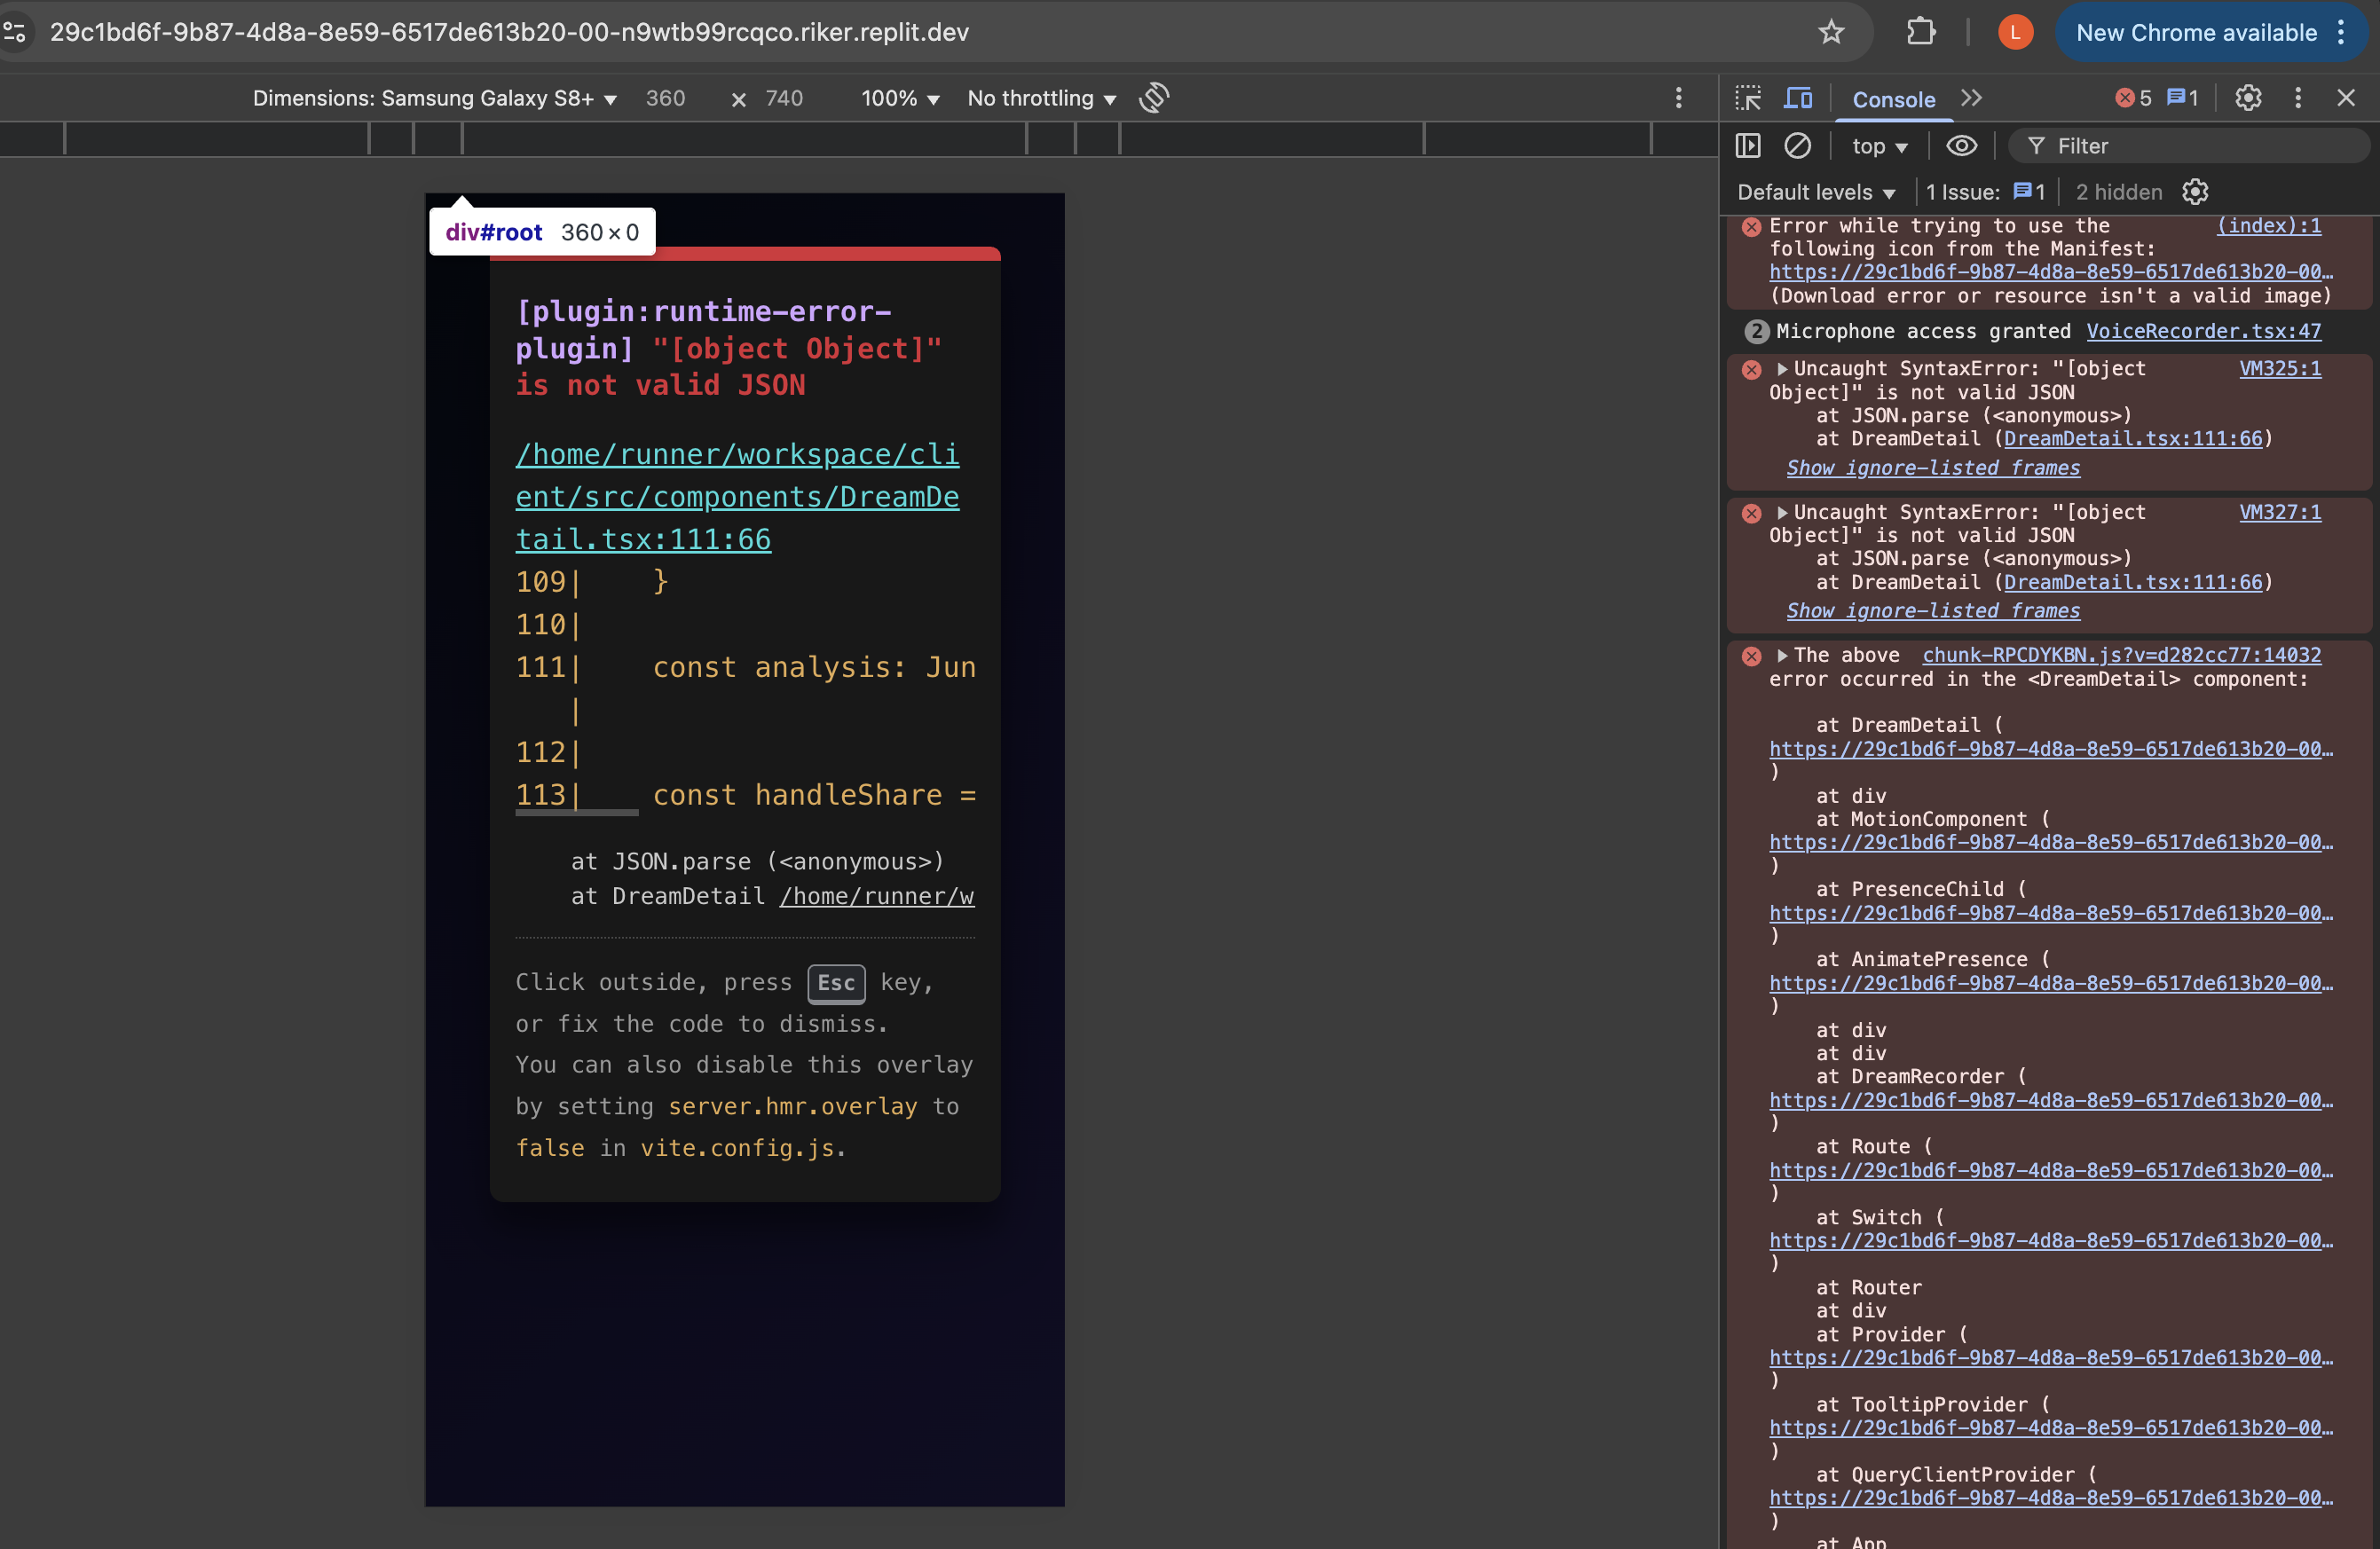 29c1bd6f-9b87-4d8a-8e59-6517de613b20-00-n9wtb99rcqco.riker.replit.dev
L
New Chrome available
Dimensions: Samsung Galaxy S8+
360
×
740
100%
No throttling
div#root 360×0
[plugin:runtime-error-
plugin] "[object Object]"
is not valid JSON
/home/runner/workspace/cli
ent/src/components/DreamDe
tail.tsx:111:66
109|    }
110|
111|    const analysis: Jun
|
112|
113|    const handleShare =
at JSON.parse (<anonymous>)
at DreamDetail /home/runner/w
Click outside, press Esc key,
or fix the code to dismiss.
You can also disable this overlay
by setting server.hmr.overlay to
false in vite.config.js.
Console
5
1
top
Filter
Default levels
1 Issue: 1
2 hidden
Error while trying to use the (index):1
following icon from the Manifest:
https://29c1bd6f-9b87-4d8a-8e59-6517de613b20-00…
(Download error or resource isn't a valid image)
2 Microphone access granted VoiceRecorder.tsx:47
Uncaught SyntaxError: "[object VM325:1
Object]" is not valid JSON
at JSON.parse (<anonymous>)
at DreamDetail (DreamDetail.tsx:111:66)
Show ignore-listed frames
Uncaught SyntaxError: "[object VM327:1
Object]" is not valid JSON
at JSON.parse (<anonymous>)
at DreamDetail (DreamDetail.tsx:111:66)
Show ignore-listed frames
The above chunk-RPCDYKBN.js?v=d282cc77:14032
error occurred in the <DreamDetail> component:
at DreamDetail (
https://29c1bd6f-9b87-4d8a-8e59-6517de613b20-00…
)
at div
at MotionComponent (
https://29c1bd6f-9b87-4d8a-8e59-6517de613b20-00…
)
at PresenceChild (
https://29c1bd6f-9b87-4d8a-8e59-6517de613b20-00…
)
at AnimatePresence (
https://29c1bd6f-9b87-4d8a-8e59-6517de613b20-00…
)
at div
at div
at DreamRecorder (
https://29c1bd6f-9b87-4d8a-8e59-6517de613b20-00…
)
at Route (
https://29c1bd6f-9b87-4d8a-8e59-6517de613b20-00…
)
at Switch (
https://29c1bd6f-9b87-4d8a-8e59-6517de613b20-00…
)
at Router
at div
at Provider (
https://29c1bd6f-9b87-4d8a-8e59-6517de613b20-00…
)
at TooltipProvider (
https://29c1bd6f-9b87-4d8a-8e59-6517de613b20-00…
)
at QueryClientProvider (
https://29c1bd6f-9b87-4d8a-8e59-6517de613b20-00…
)
at App